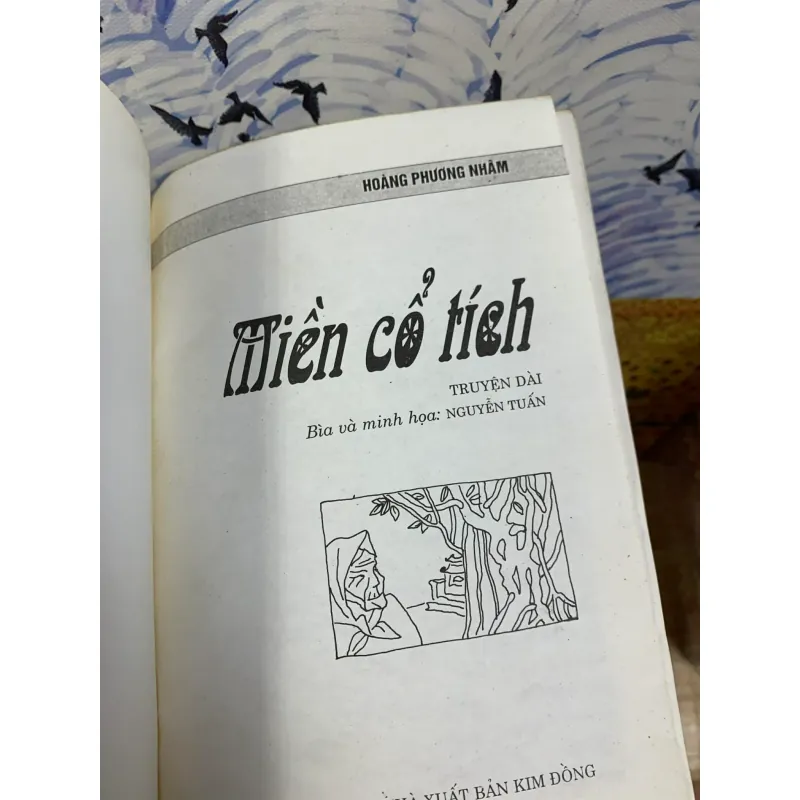 HOÀNG PHƯƠNG NHÂM
Miền cổ tích
TRUYỆN DÀI
Bìa và minh họa: NGUYỄN TUẤN
XUẤT BẢN KIM ĐỒNG